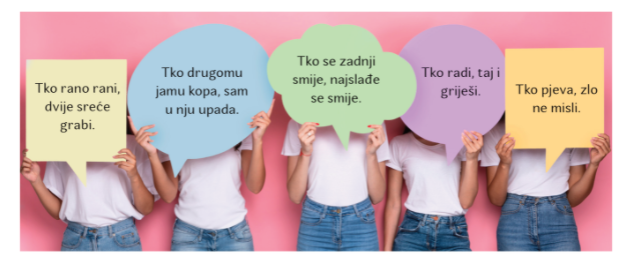 Tko rano rani,
dvije sreće
grabi.
Tko drugomu
jamu kopa, sam
u nju upada.
Tko se zadnji
smije, najslađe
se smije.
Tko radi, taj i
griješi.
Tko pjeva, zlo
ne misli.